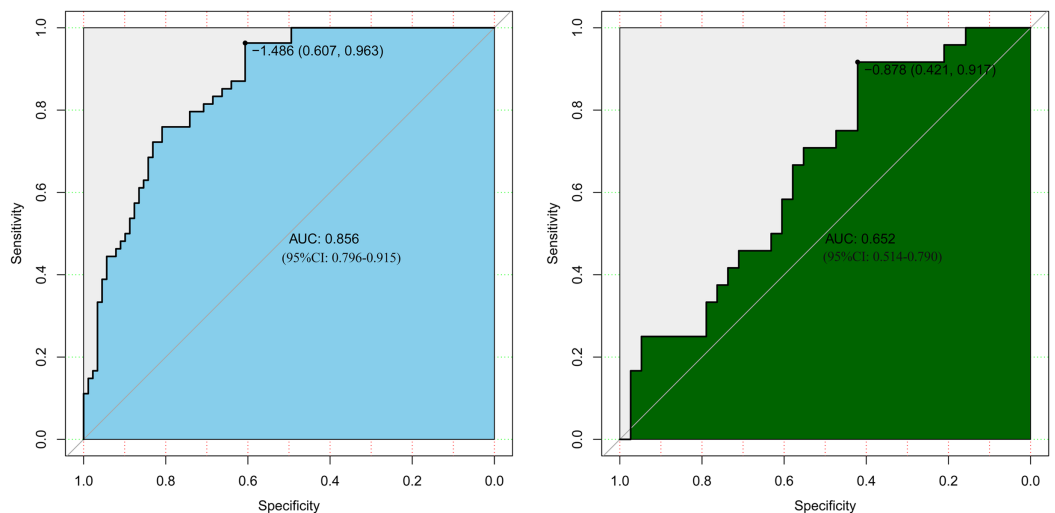 1.0
0.8
0.6
0.4
0.2
0.0
Sensitivity
−1.486 (0.607, 0.963)
AUC: 0.856
(95%CI: 0.796-0.915)
1.0 0.8 0.6 0.4 0.2 0.0
Specificity
1.0
0.8
0.6
0.4
0.2
0.0
Sensitivity
−0.878 (0.421, 0.917)
AUC: 0.652
(95%CI: 0.514-0.790)
1.0 0.8 0.6 0.4 0.2 0.0
Specificity